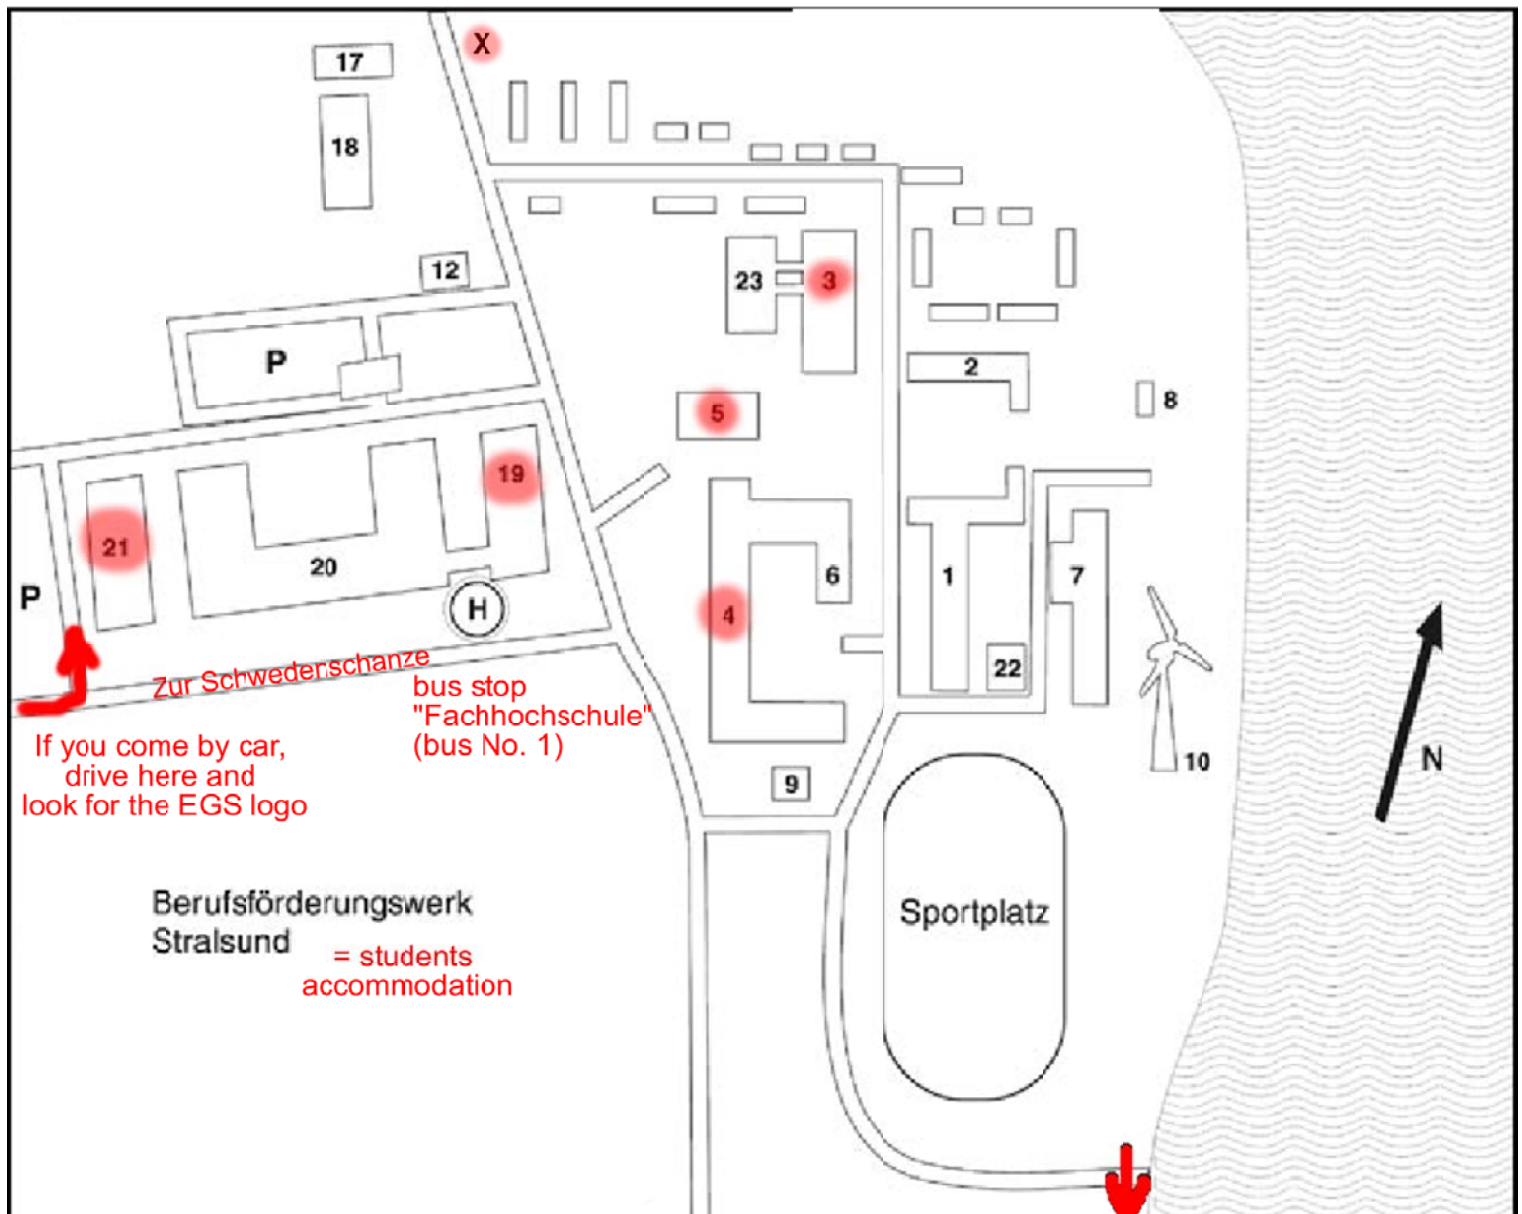 X
17
18
12
23
3
P
2
8
5
19
21
20
P
H
4
6
1
7
22
Zur Schwedenschanze
bus stop
"Fachhochschule"
(bus No. 1)
If you come by car,
drive here and
look for the EGS logo
9
10
N
Berufsförderungswerk
Stralsund
= students
accommodation
Sportplatz